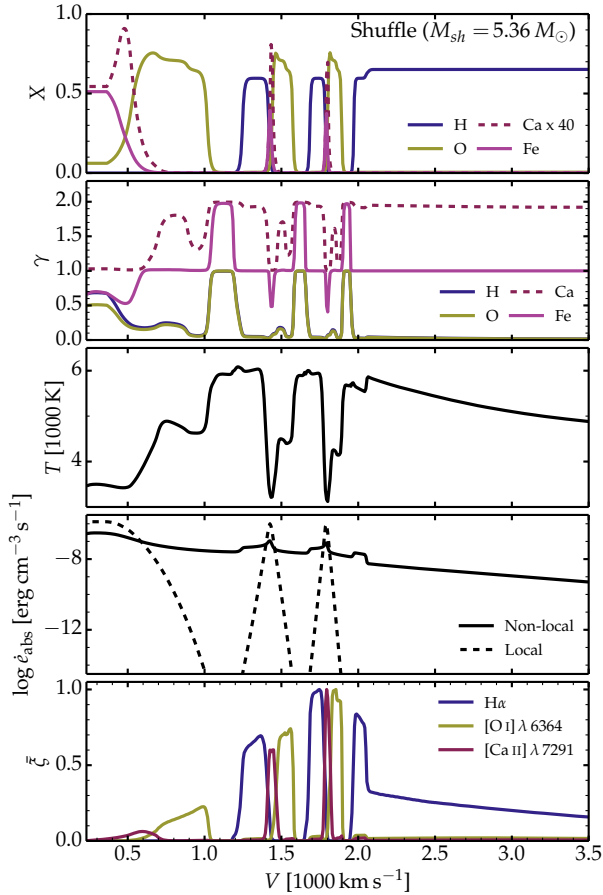 Shuffle (M_sh = 5.36 M_⊙)
X
1.0
0.5
0.0
H
Ca x 40
O
Fe
γ
2.0
1.5
1.0
0.5
0.0
H
Ca
O
Fe
T [1000 K]
6
4
log ė_abs [erg cm⁻³ s⁻¹]
−8
−12
Non-local
Local
ξ̄
1.0
0.5
0.0
Hα
[O I] λ 6364
[Ca II] λ 7291
0.5 1.0 1.5 2.0 2.5 3.0 3.5
V [1000 km s⁻¹]